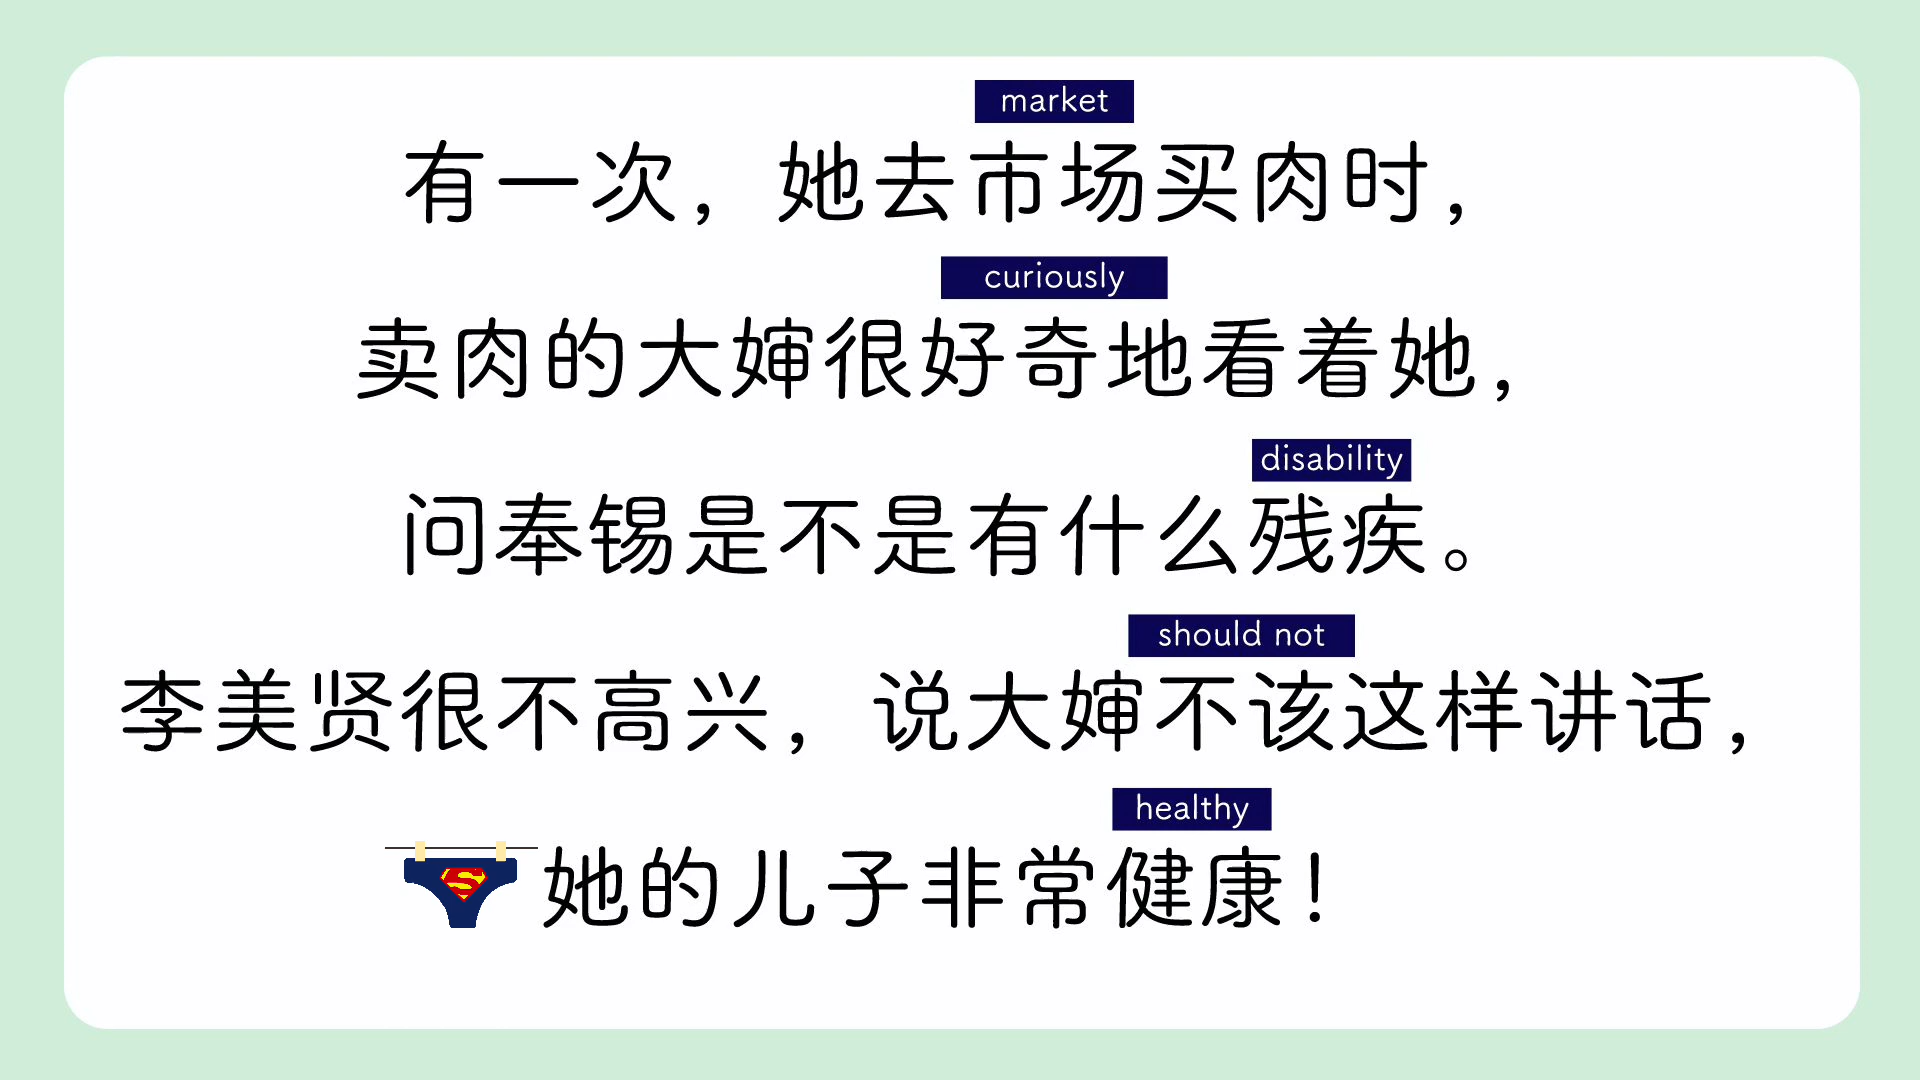 market
有一次，她去市场买肉时，
curiously
卖肉的大婶很好奇地看着她，
disability
问奉锡是不是有什么残疾。
should not
李美贤很不高兴，说大婶不该这样讲话，
healthy
她的儿子非常健康！